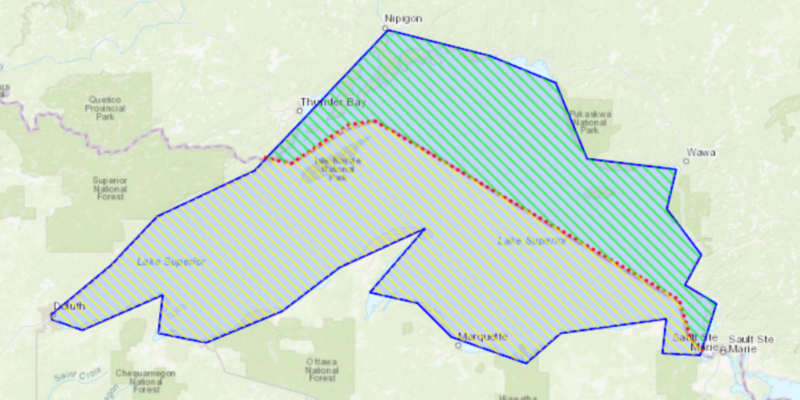 Nipigon
Quetico
Provincial
Park
Thunder Bay
Pukaskwa
National
Park
Wawa
Isle Royale
National
Park
Superior
National
Forest
Lake Superior
Lake Superior
Duluth
Marquette
Sault Ste
Marie
Sault Ste
Marie
Saint Croix
Chequamegon
National
Forest
Ottawa
National
Forest
Hiawatha